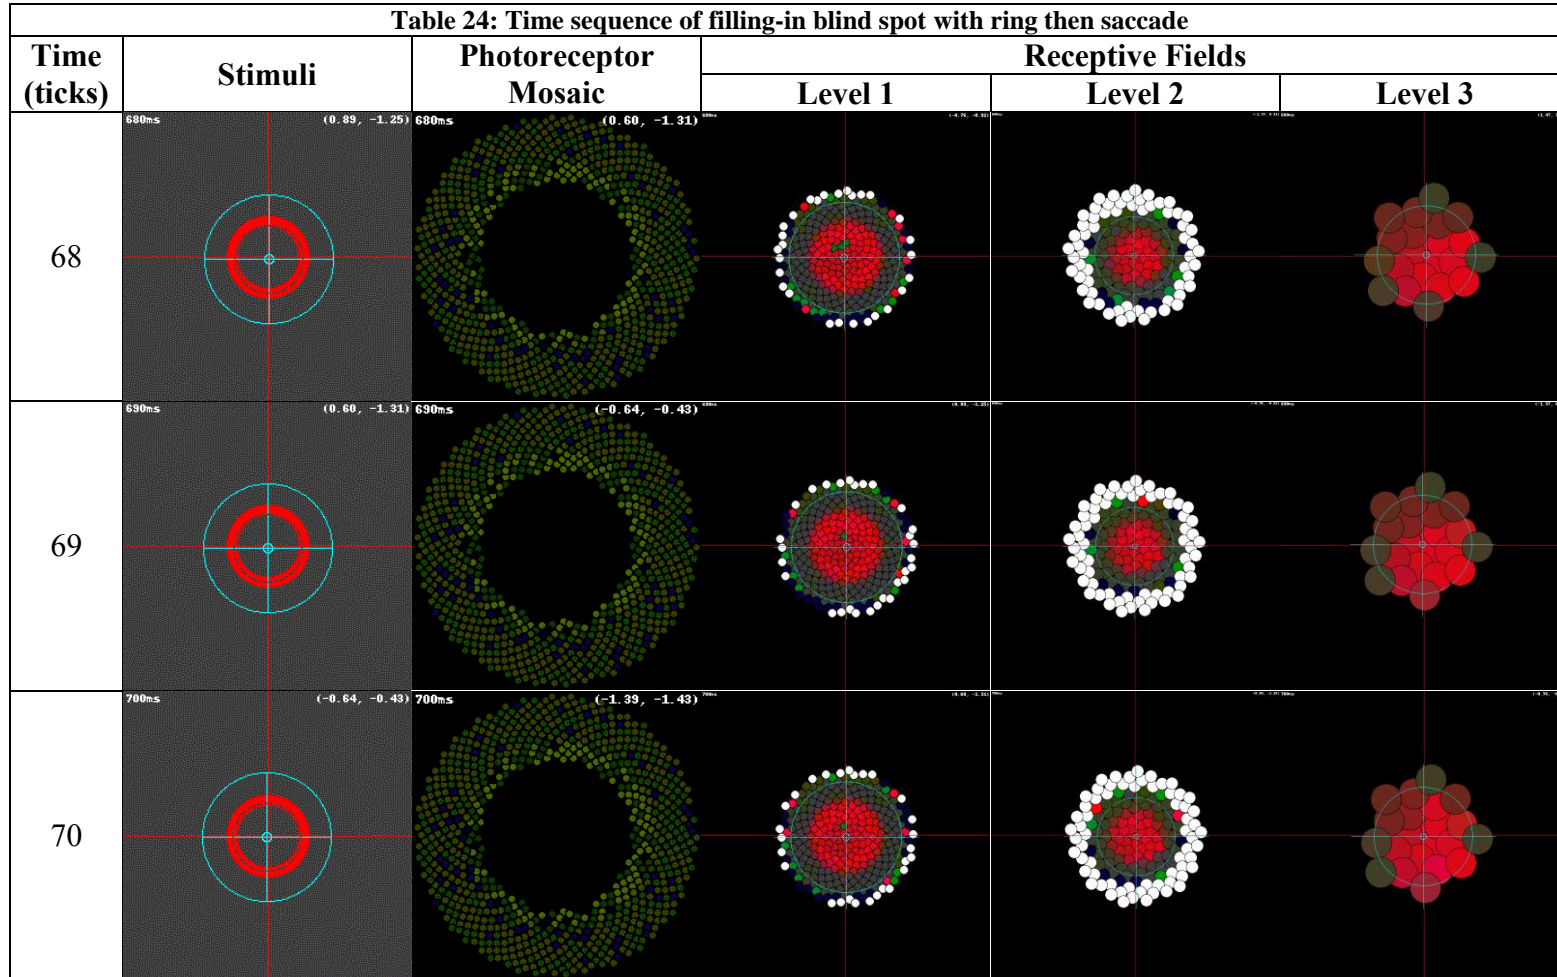 Table 24: Time sequence of filling-in blind spot with ring then saccade
Time (ticks)
Stimuli
Photoreceptor Mosaic
Receptive Fields
Level 1
Level 2
Level 3
68
680ms (0.89, -1.25)
680ms (0.60, -1.31)
69
690ms (0.60, -1.31)
690ms (-0.64, -0.43)
70
700ms (-0.64, -0.43)
700ms (-1.39, -1.43)